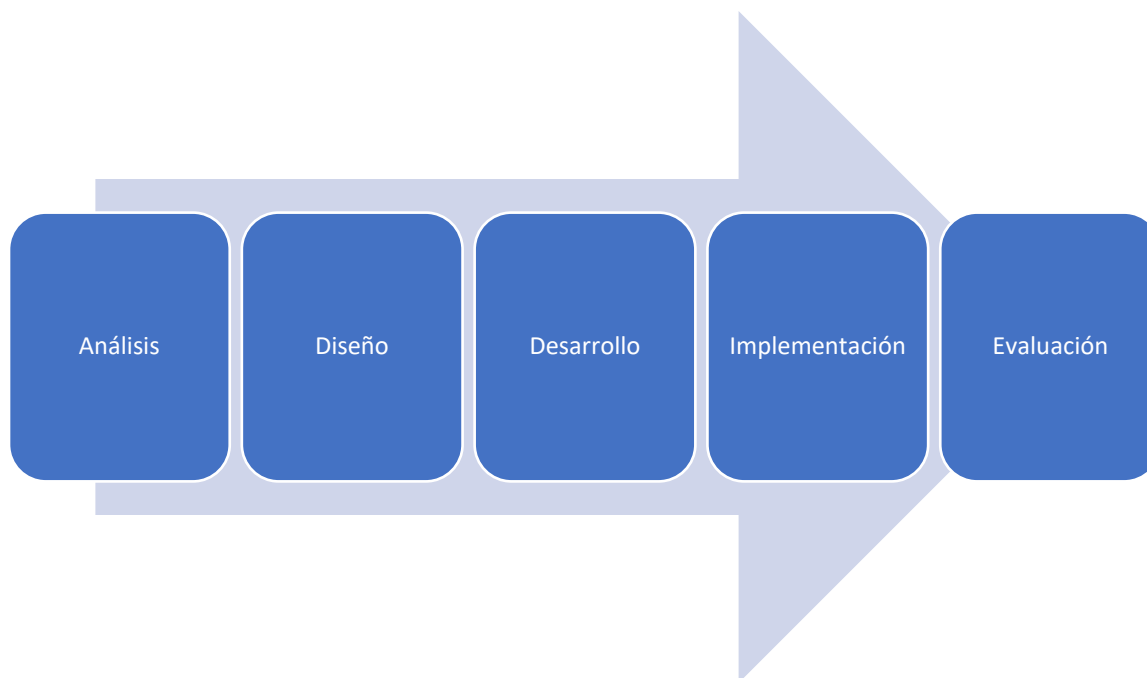 Análisis
Diseño
Desarrollo
Implementación
Evaluación